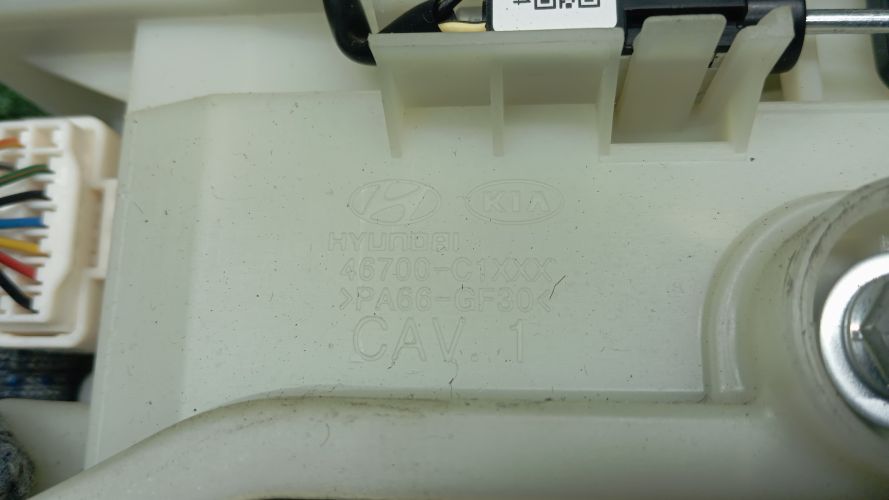 KIA
HYUNDAI
46700-C1XXX
>PA66-GF30<
CAV. 1